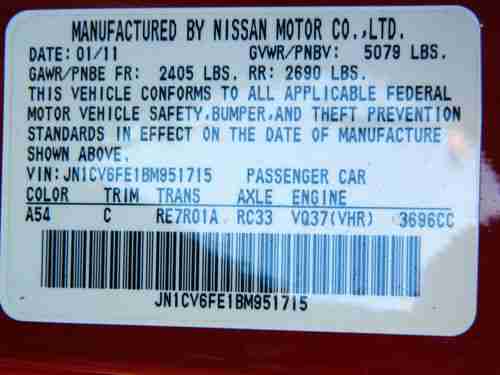 MANUFACTURED BY NISSAN MOTOR CO.,LTD.
DATE: 01/11 GVWR/PNBV: 5079 LBS.
GAWR/PNBE FR: 2405 LBS. RR: 2690 LBS.
THIS VEHICLE CONFORMS TO ALL APPLICABLE FEDERAL
MOTOR VEHICLE SAFETY,BUMPER,AND THEFT PREVENTION
STANDARDS IN EFFECT ON THE DATE OF MANUFACTURE
SHOWN ABOVE.
VIN: JN1CV6FE1BM951715 PASSENGER CAR
COLOR TRIM TRANS AXLE ENGINE
A54 C RE7R01A RC33 VQ37(VHR) 3696CC
JN1CV6FE1BM951715